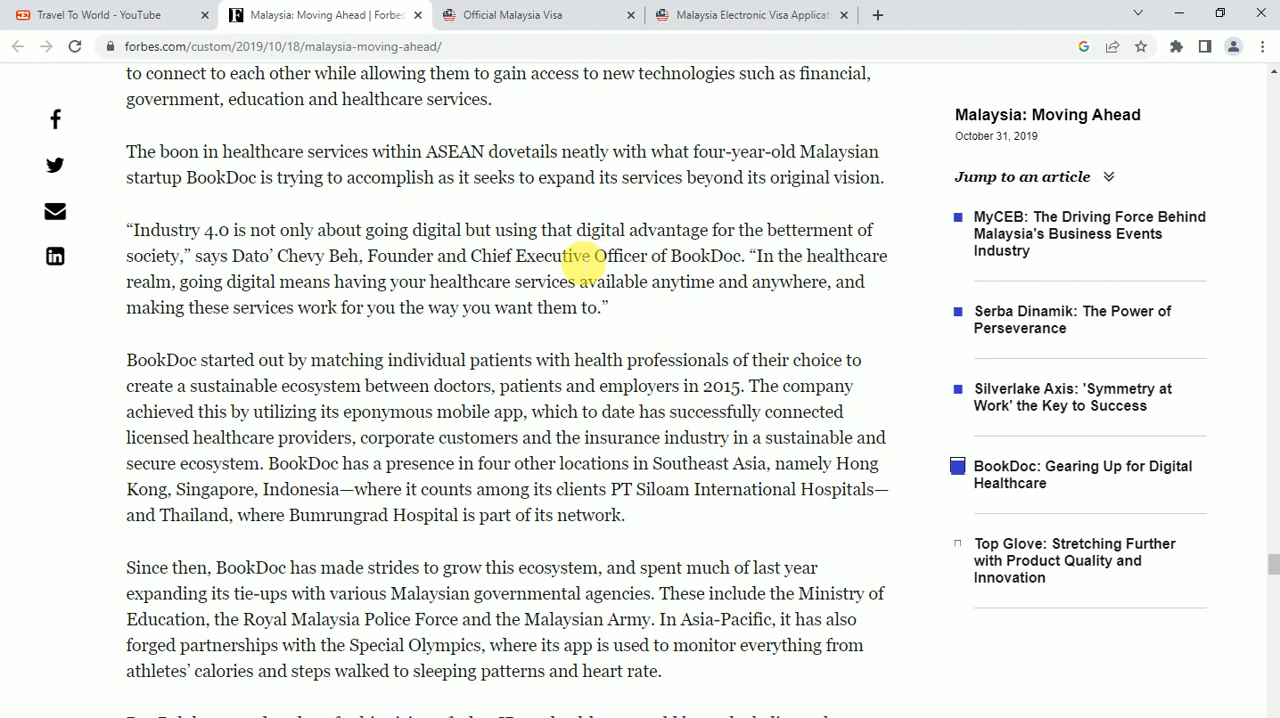 Travel To World - YouTube
Malaysia: Moving Ahead | Forbes
Official Malaysia Visa
Malaysia Electronic Visa Applicat
forbes.com/custom/2019/10/18/malaysia-moving-ahead/
to connect to each other while allowing them to gain access to new technologies such as financial,
government, education and healthcare services.
The boon in healthcare services within ASEAN dovetails neatly with what four-year-old Malaysian
startup BookDoc is trying to accomplish as it seeks to expand its services beyond its original vision.
“Industry 4.0 is not only about going digital but using that digital advantage for the betterment of
society,” says Dato’ Chevy Beh, Founder and Chief Executive Officer of BookDoc. “In the healthcare
realm, going digital means having your healthcare services available anytime and anywhere, and
making these services work for you the way you want them to.”
BookDoc started out by matching individual patients with health professionals of their choice to
create a sustainable ecosystem between doctors, patients and employers in 2015. The company
achieved this by utilizing its eponymous mobile app, which to date has successfully connected
licensed healthcare providers, corporate customers and the insurance industry in a sustainable and
secure ecosystem. BookDoc has a presence in four other locations in Southeast Asia, namely Hong
Kong, Singapore, Indonesia—where it counts among its clients PT Siloam International Hospitals—
and Thailand, where Bumrungrad Hospital is part of its network.
Since then, BookDoc has made strides to grow this ecosystem, and spent much of last year
expanding its tie-ups with various Malaysian governmental agencies. These include the Ministry of
Education, the Royal Malaysia Police Force and the Malaysian Army. In Asia-Pacific, it has also
forged partnerships with the Special Olympics, where its app is used to monitor everything from
athletes’ calories and steps walked to sleeping patterns and heart rate.
Malaysia: Moving Ahead
October 31, 2019
Jump to an article
MyCEB: The Driving Force Behind
Malaysia's Business Events
Industry
Serba Dinamik: The Power of
Perseverance
Silverlake Axis: 'Symmetry at
Work' the Key to Success
BookDoc: Gearing Up for Digital
Healthcare
Top Glove: Stretching Further
with Product Quality and
Innovation